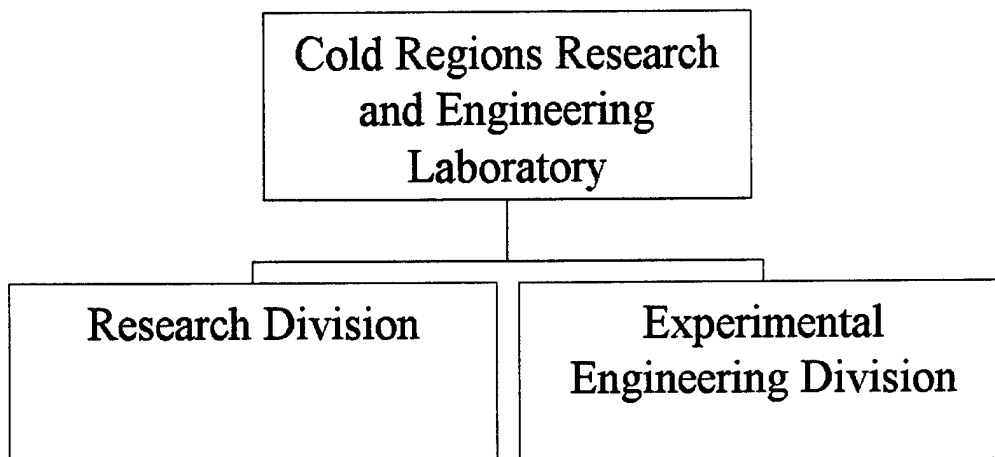 Cold Regions Research
and Engineering
Laboratory
Research Division
Experimental
Engineering Division